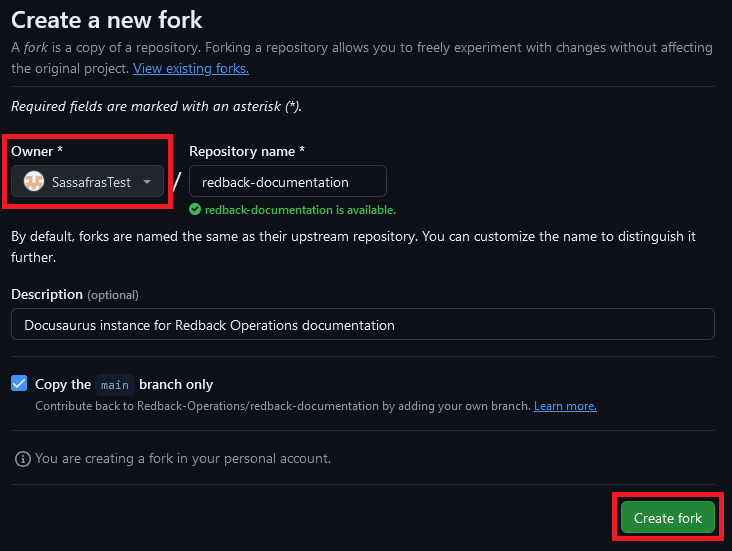 Create a new fork
A fork is a copy of a repository. Forking a repository allows you to freely experiment with changes without affecting
the original project. View existing forks.
Required fields are marked with an asterisk (*).
Owner *
Repository name *
SassafrasTest
/
redback-documentation
redback-documentation is available.
By default, forks are named the same as their upstream repository. You can customize the name to distinguish it
further.
Description (optional)
Docusaurus instance for Redback Operations documentation
Copy the main branch only
Contribute back to Redback-Operations/redback-documentation by adding your own branch. Learn more.
You are creating a fork in your personal account.
Create fork